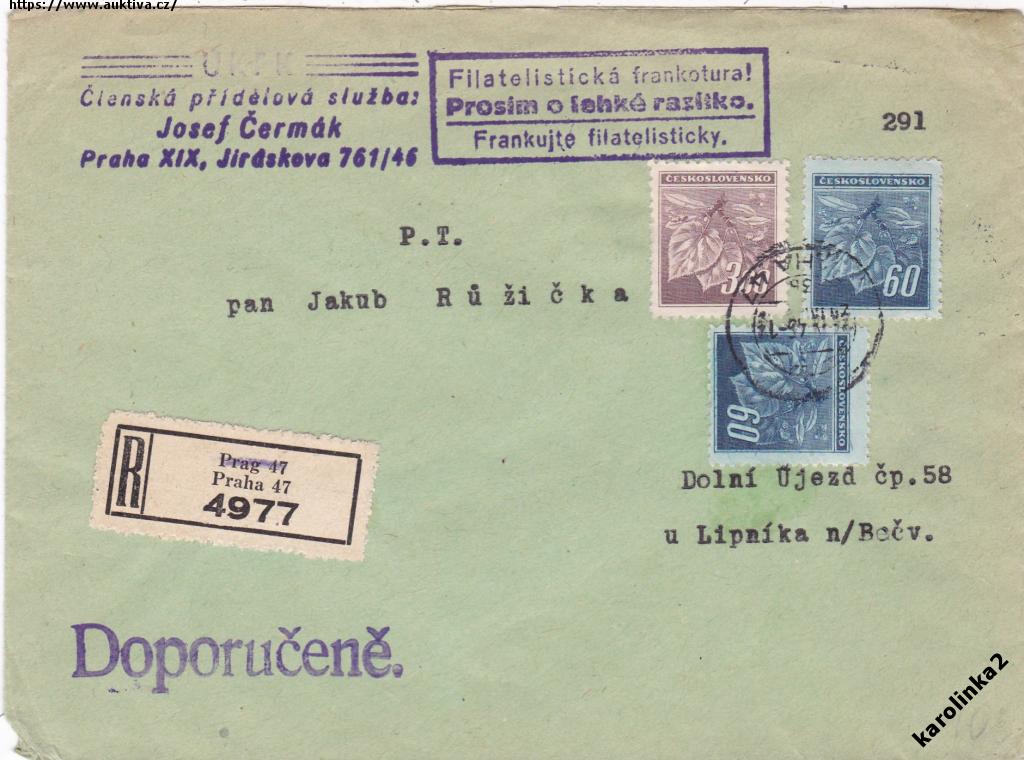 https://www.auktiva.cz/
ÚKFK
Členská přídělová služba:
Josef Čermák
Praha XIX, Jiráskova 761/46
Filatelistická frankotura!
Prosím o lehké razítko.
Frankujte filatelisticky.
291
ČESKOSLOVENSKO
300
ČESKOSLOVENSKO
60
P.T.
pan Jakub Růžička
ČESKOSLOVENSKO
60
R
Prag 47
Praha 47
4977
Dolní Újezd čp.58
u Lipníka n/Bečv.
Doporučeně.
karolinka2